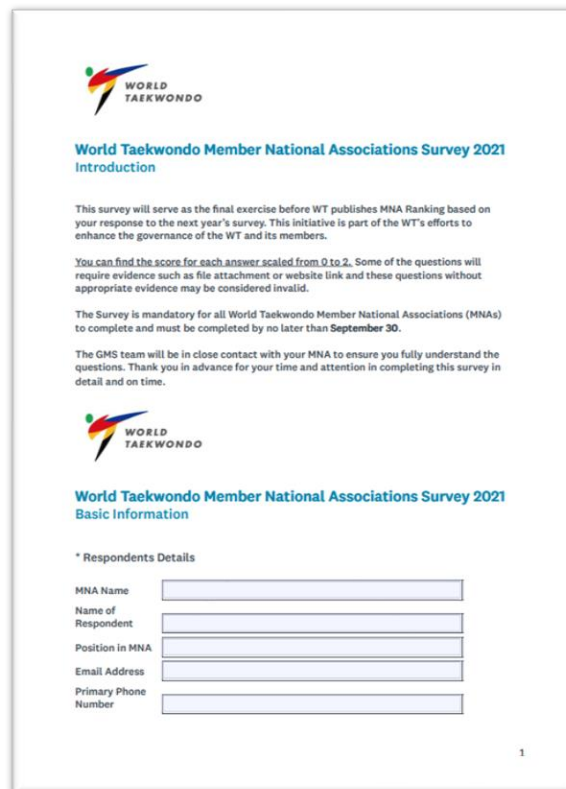 WORLD
TAEKWONDO
World Taekwondo Member National Associations Survey 2021
Introduction
This survey will serve as the final exercise before WT publishes MNA Ranking based on
your response to the next year's survey. This initiative is part of the WT's efforts to
enhance the governance of the WT and its members.
You can find the score for each answer scaled from 0 to 2. Some of the questions will
require evidence such as file attachment or website link and these questions without
appropriate evidence may be considered invalid.
The Survey is mandatory for all World Taekwondo Member National Associations (MNAs)
to complete and must be completed by no later than September 30.
The GMS team will be in close contact with your MNA to ensure you fully understand the
questions. Thank you in advance for your time and attention in completing this survey in
detail and on time.
WORLD
TAEKWONDO
World Taekwondo Member National Associations Survey 2021
Basic Information
* Respondents Details
MNA Name
Name of
Respondent
Position in MNA
Email Address
Primary Phone
Number
1